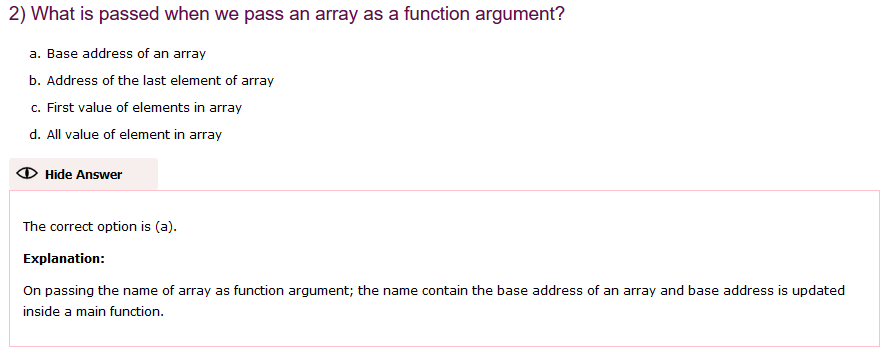 2) What is passed when we pass an array as a function argument?
a. Base address of an array
b. Address of the last element of array
c. First value of elements in array
d. All value of element in array
Hide Answer
The correct option is (a).
Explanation:
On passing the name of array as function argument; the name contain the base address of an array and base address is updated
inside a main function.